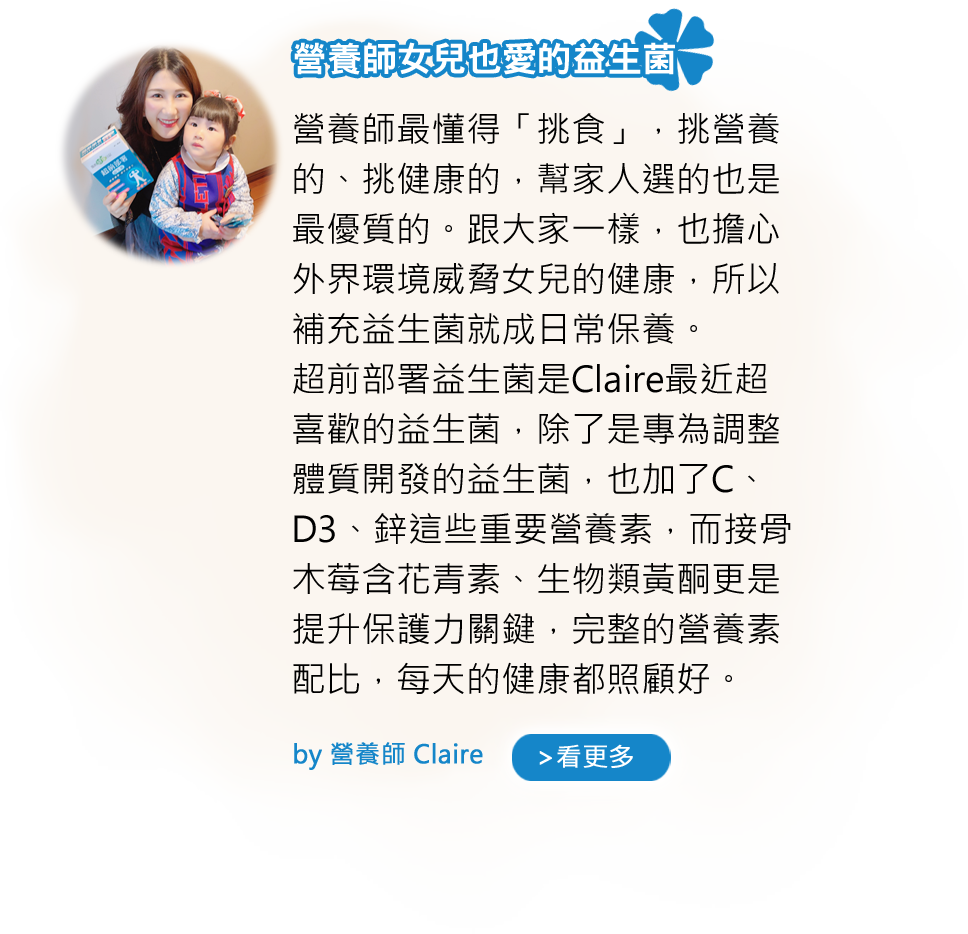 營養師女兒也愛的益生菌
營養師最懂得「挑食」，挑營養
的、挑健康的，幫家人選的也是
最優質的。跟大家一樣，也擔心
外界環境威脅女兒的健康，所以
補充益生菌就成日常保養。
超前部署益生菌是Claire最近超
喜歡的益生菌，除了是專為調整
體質開發的益生菌，也加了C、
D3、鋅這些重要營養素，而接骨
木莓含花青素、生物類黃酮更是
提升保護力關鍵，完整的營養素
配比，每天的健康都照顧好。
by 營養師 Claire
>看更多